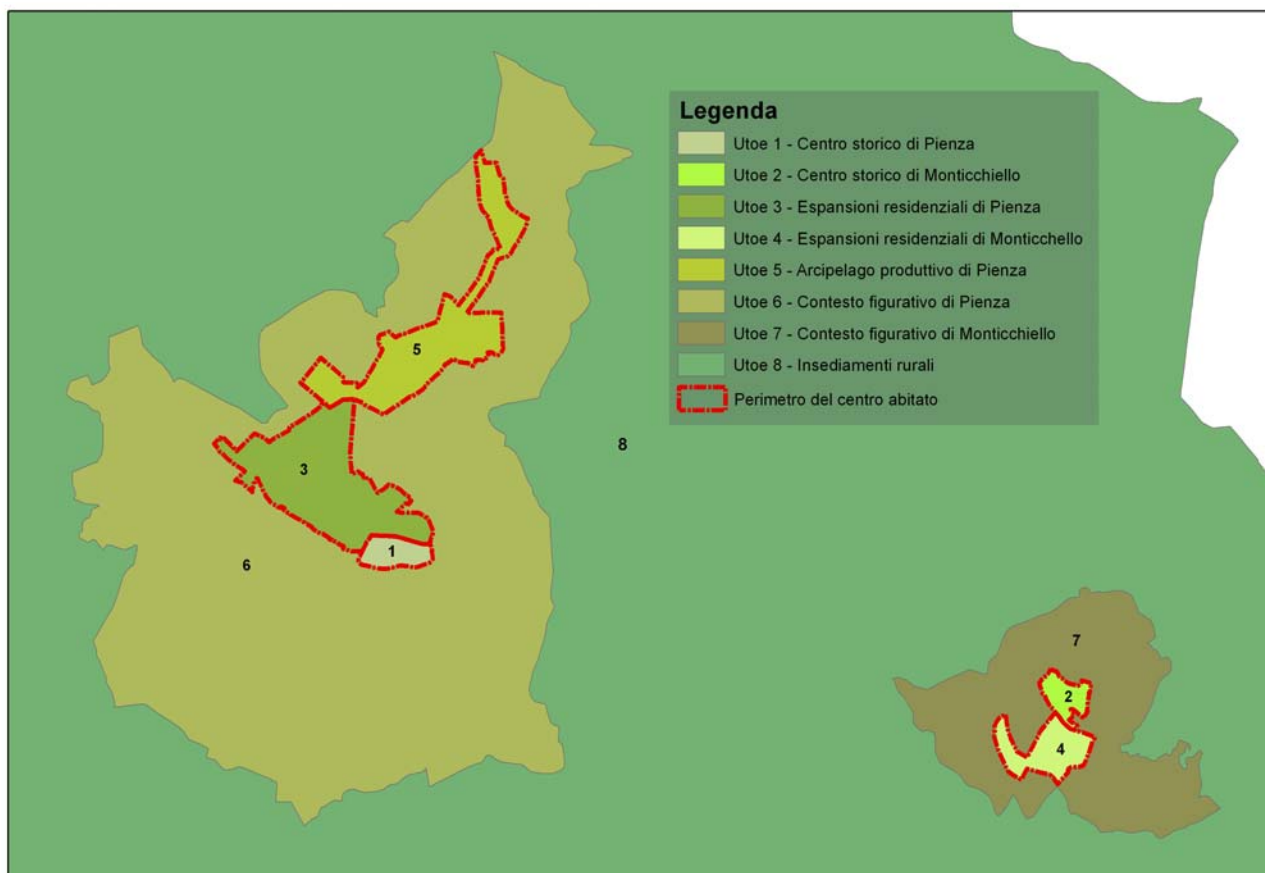 Legenda
Utoe 1 - Centro storico di Pienza
Utoe 2 - Centro storico di Monticchiello
Utoe 3 - Espansioni residenziali di Pienza
Utoe 4 - Espansioni residenziali di Monticchello
Utoe 5 - Arcipelago produttivo di Pienza
Utoe 6 - Contesto figurativo di Pienza
Utoe 7 - Contesto figurativo di Monticchiello
Utoe 8 - Insediamenti rurali
Perimetro del centro abitato
5
8
3
1
6
7
2
4